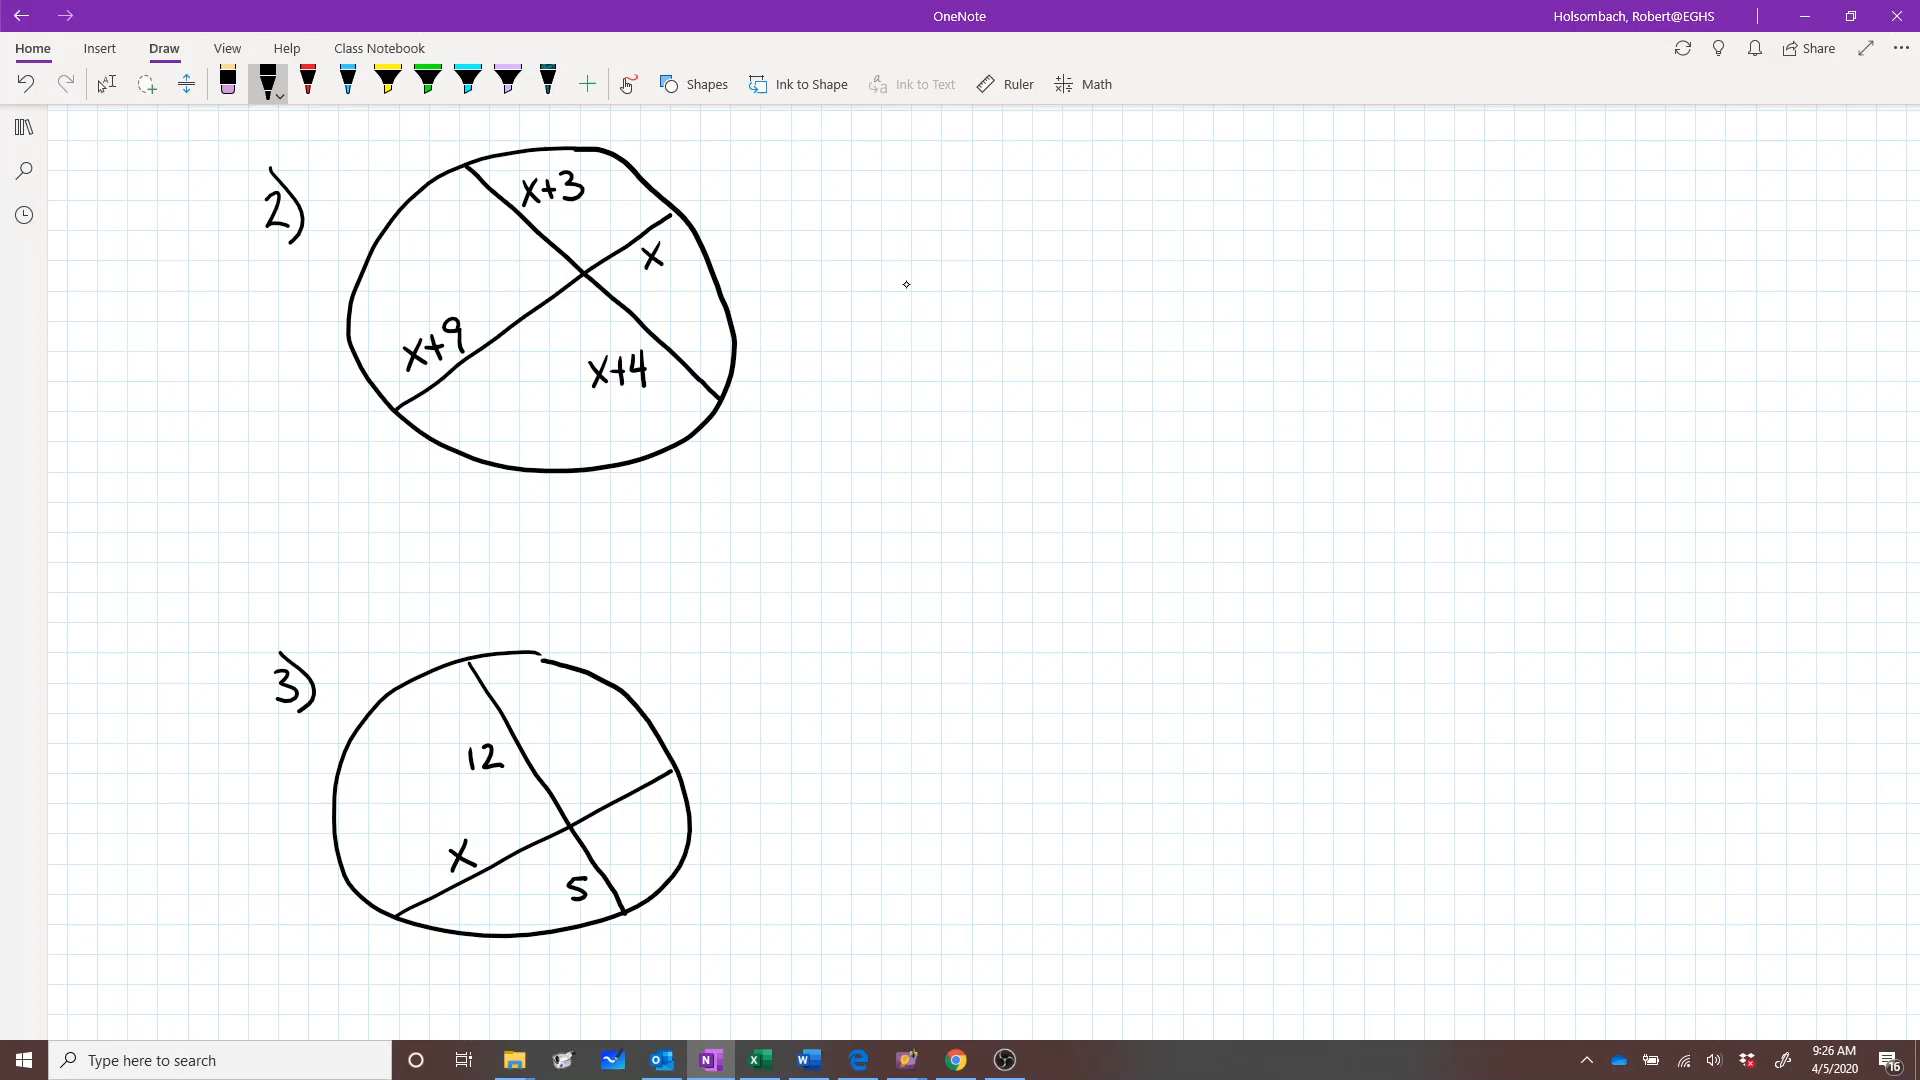 OneNote
Holsombach, Robert@EGHS
Home Insert Draw View Help Class Notebook
Share
Shapes Ink to Shape Ink to Text Ruler Math
2)
x+3
x
x+9
x+4
3)
12
x
5
Type here to search
9:26 AM
4/5/2020
16